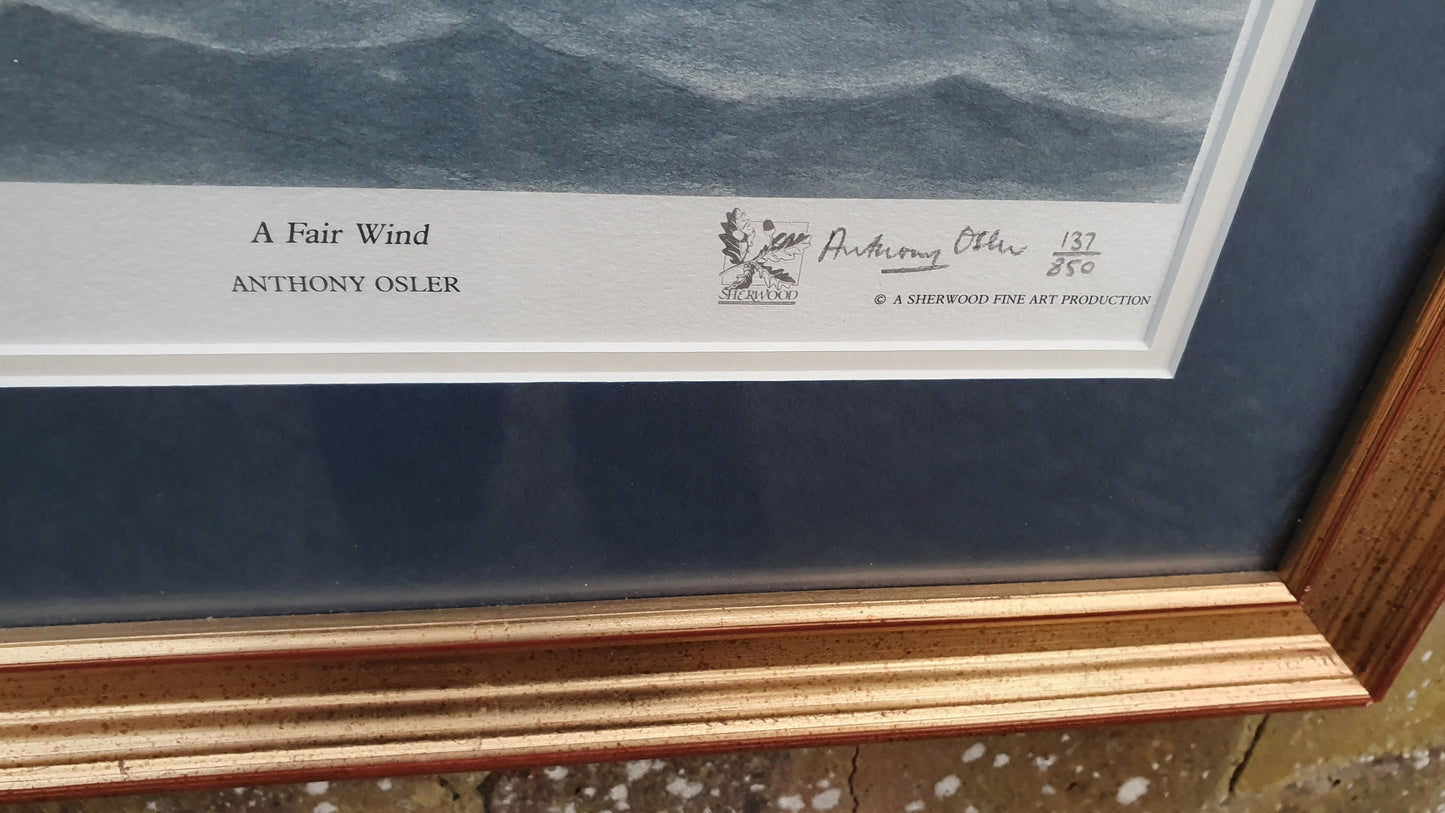 A Fair Wind
ANTHONY OSLER
SHERWOOD
Anthony Osler 137/850
© A SHERWOOD FINE ART PRODUCTION